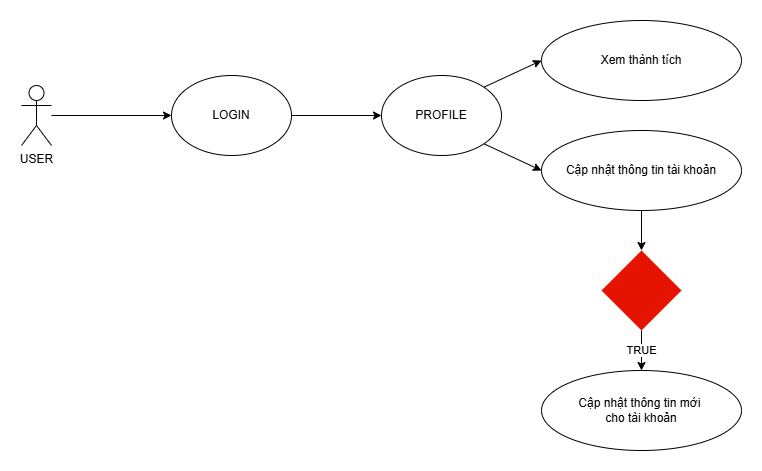 Xem thành tích
LOGIN
PROFILE
USER
Cập nhật thông tin tài khoản
TRUE
Cập nhật thông tin mới
cho tài khoản